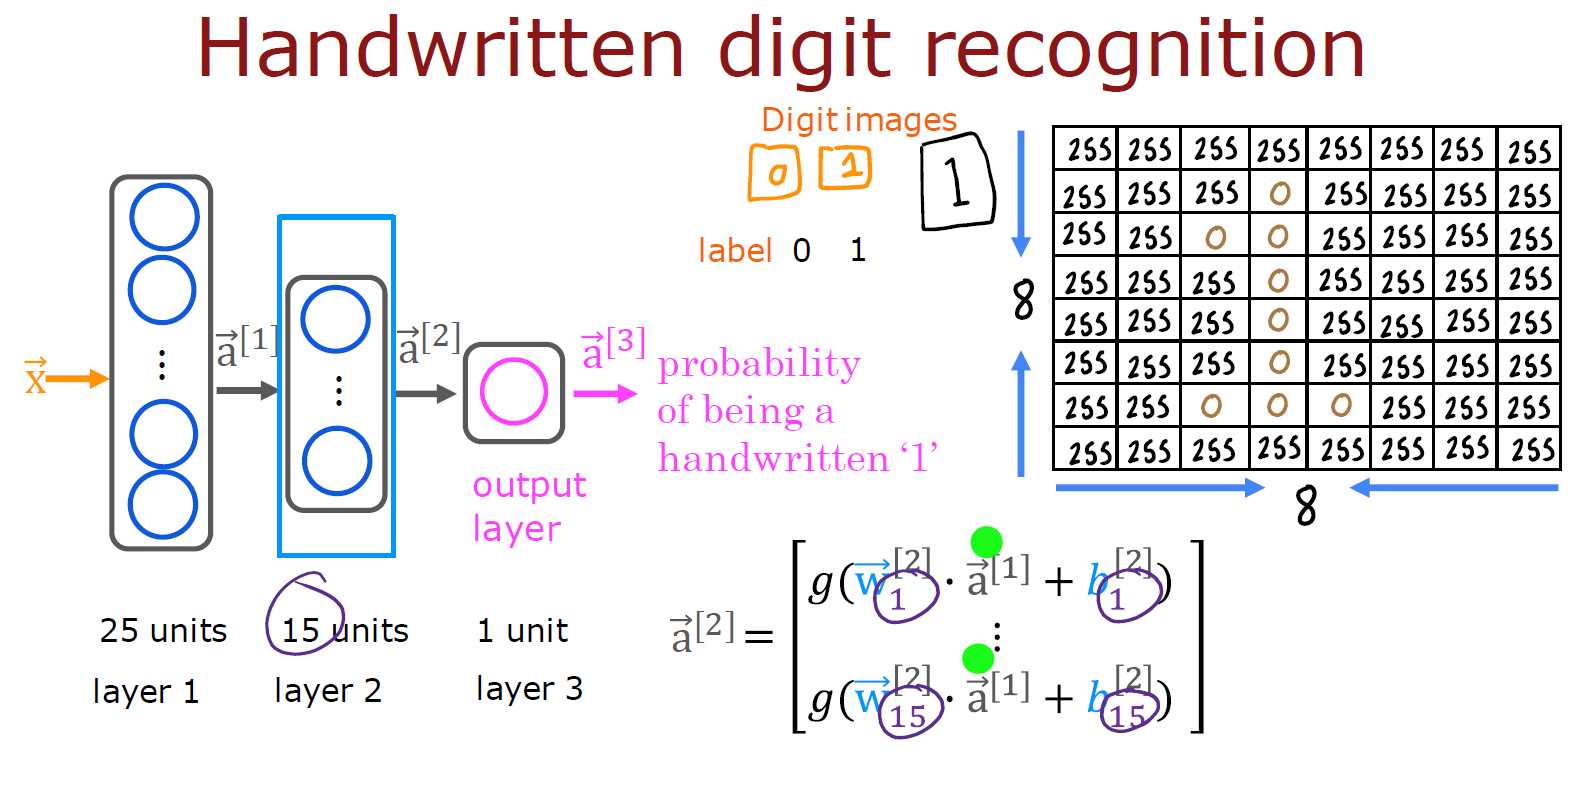 Handwritten digit recognition
Digit images
0 1
1
label 0 1
x⃗
a⃗[1]
a⃗[2]
a⃗[3]
probability
of being a
handwritten ‘1’
output
layer
25 units 15 units 1 unit
layer 1 layer 2 layer 3
255 255 255 255 255 255 255 255
255 255 255 0 255 255 255 255
255 255 0 0 255 255 255 255
255 255 255 0 255 255 255 255
255 255 255 0 255 255 255 255
255 255 255 0 255 255 255 255
255 255 0 0 0 255 255 255
255 255 255 255 255 255 255 255
8
8
a⃗[2] =
g(w⃗1[2] · a⃗[1] + b1[2])
⋮
g(w⃗15[2] · a⃗[1] + b15[2])